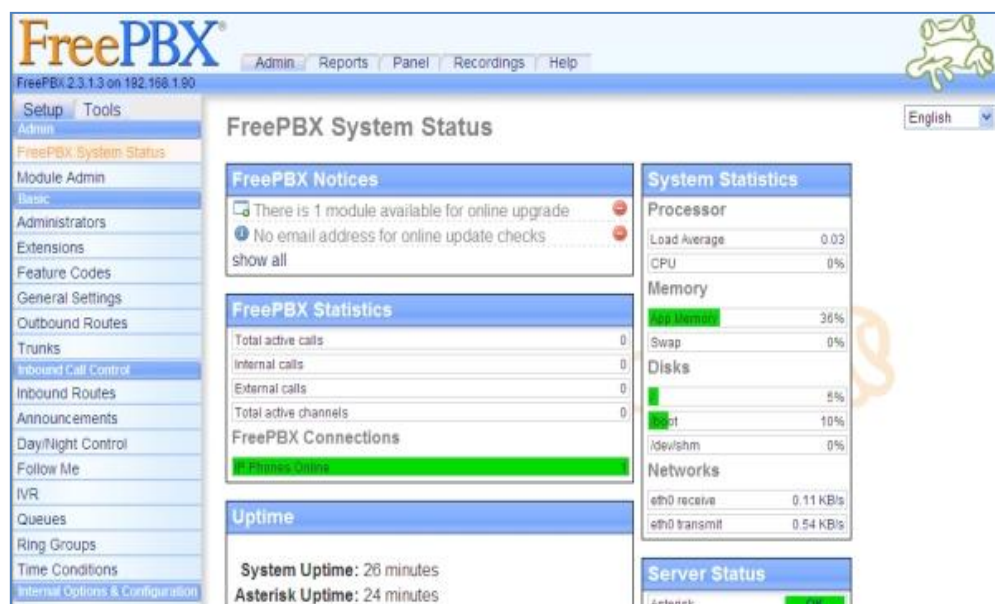 FreePBX®
Admin Reports Panel Recordings Help
FreePBX 2.3.1.3 on 192.168.1.90
Setup Tools
English
Admin
FreePBX System Status
Module Admin
Basic
Administrators
Extensions
Feature Codes
General Settings
Outbound Routes
Trunks
Inbound Call Control
Inbound Routes
Announcements
Day/Night Control
Follow Me
IVR
Queues
Ring Groups
Time Conditions
Internal Options & Configuration
FreePBX System Status
FreePBX Notices
There is 1 module available for online upgrade
No email address for online update checks
show all
FreePBX Statistics
Total active calls 0
Internal calls 0
External calls 0
Total active channels 0
FreePBX Connections
IP Phones Online 1
Uptime
System Uptime: 26 minutes
Asterisk Uptime: 24 minutes
System Statistics
Processor
Load Average 0.03
CPU 0%
Memory
App Memory 36%
Swap 0%
Disks
/ 5%
/boot 10%
/dev/shm 0%
Networks
eth0 receive 0.11 KB/s
eth0 transmit 0.54 KB/s
Server Status
Asterisk OK